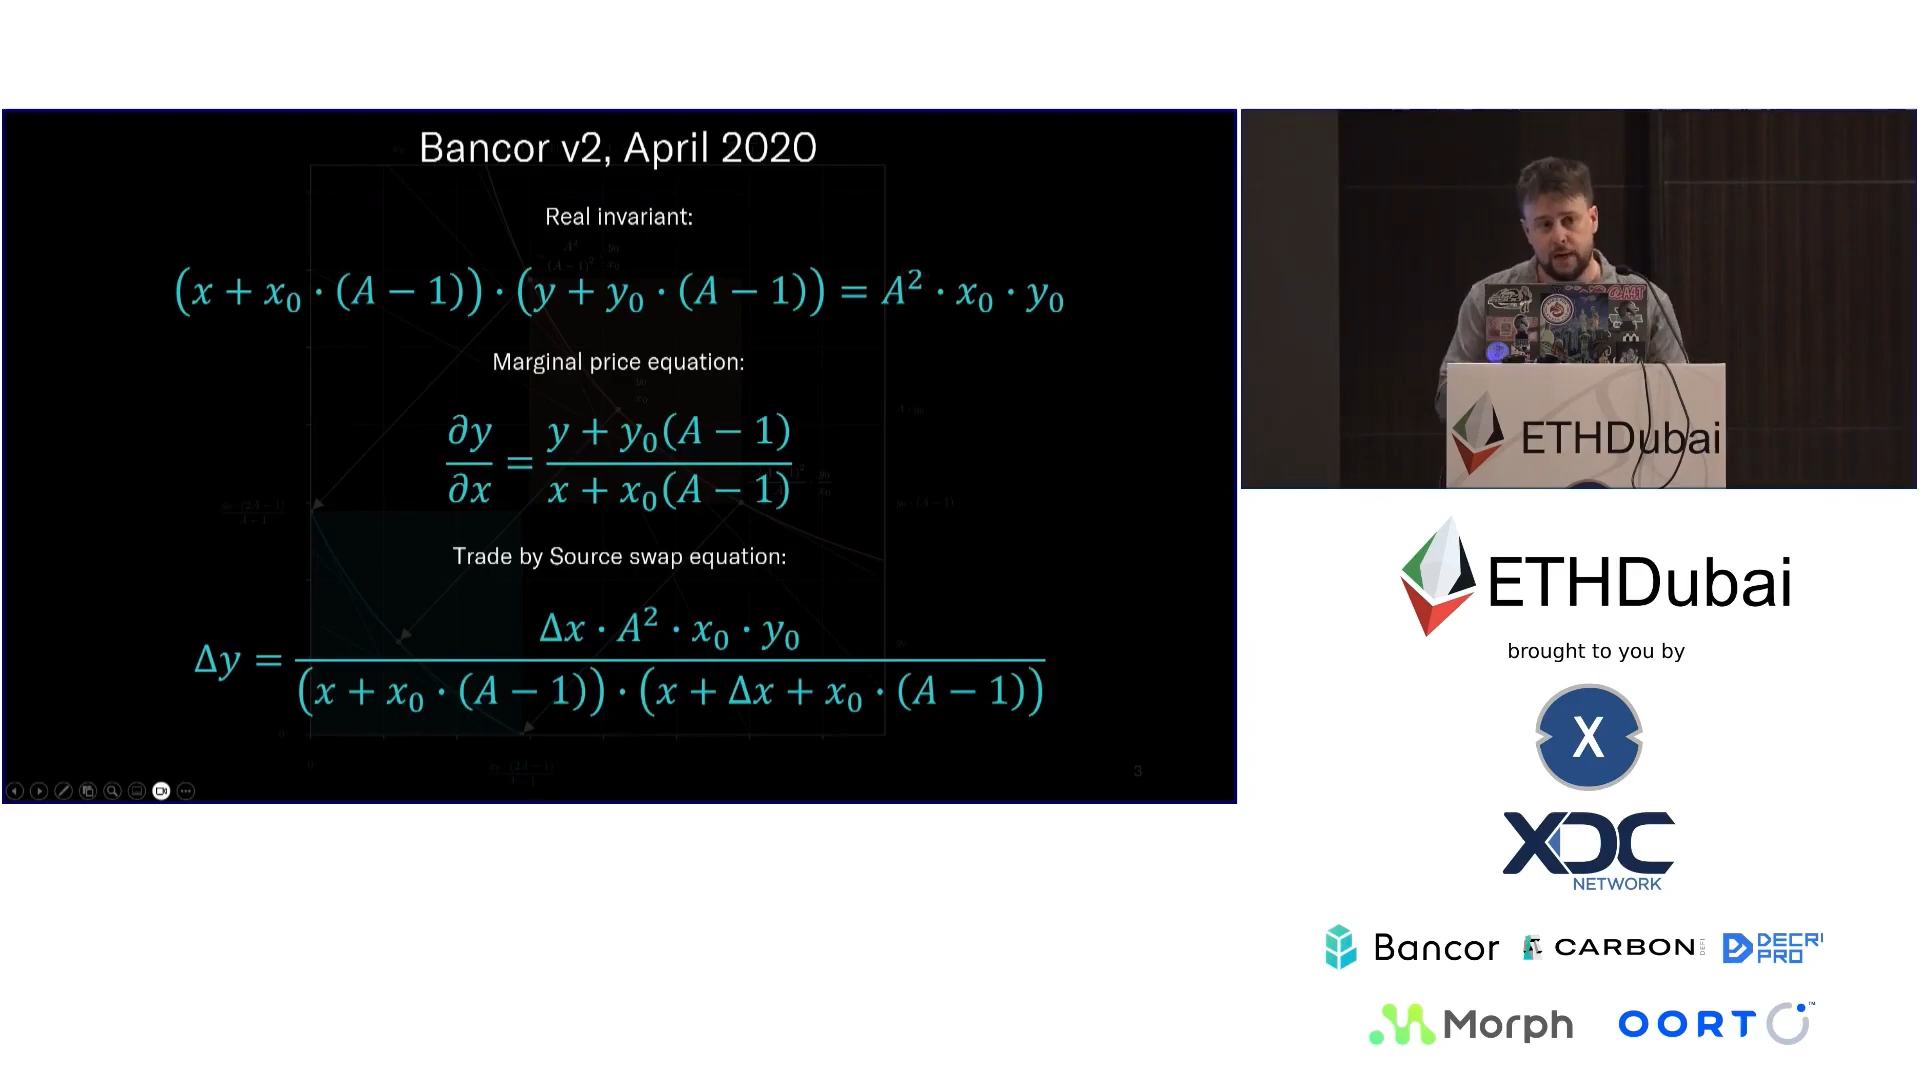 Bancor v2, April 2020
Real invariant:
(x + x₀ · (A − 1)) · (y + y₀ · (A − 1)) = A² · x₀ · y₀
Marginal price equation:
∂y/∂x = (y + y₀(A − 1))/(x + x₀(A − 1))
Trade by Source swap equation:
Δy = (Δx · A² · x₀ · y₀)/((x + x₀ · (A − 1)) · (x + Δx + x₀ · (A − 1)))
3
ETHDubai
ETHDubai
brought to you by
X
XDC
NETWORK
Bancor
CARBON DEFI
DECRI
PRO
Morph
OORT ™